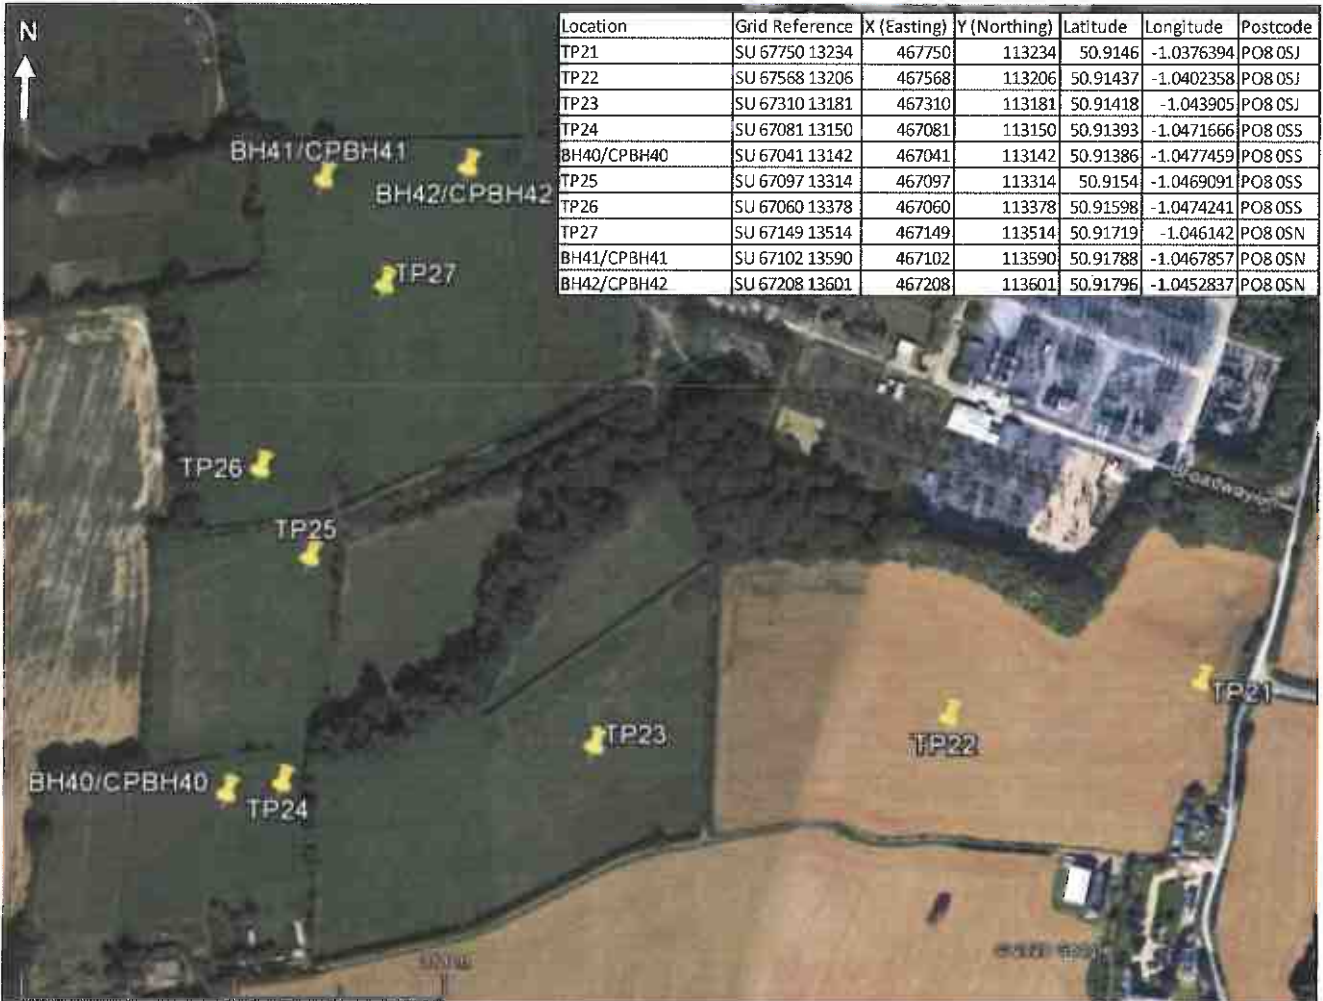 N
Location Grid Reference X (Easting) Y (Northing) Latitude Longitude Postcode
TP21 SU 67750 13234 467750 113234 50.9146 -1.0376394 PO8 0SJ
TP22 SU 67568 13206 467568 113206 50.91437 -1.0402358 PO8 0SJ
TP23 SU 67310 13181 467310 113181 50.91418 -1.043905 PO8 0SJ
TP24 SU 67081 13150 467081 113150 50.91393 -1.0471666 PO8 0SS
BH40/CPBH40 SU 67041 13142 467041 113142 50.91386 -1.0477459 PO8 0SS
TP25 SU 67097 13314 467097 113314 50.9154 -1.0469091 PO8 0SS
TP26 SU 67060 13378 467060 113378 50.91598 -1.0474241 PO8 0SS
TP27 SU 67149 13514 467149 113514 50.91719 -1.046142 PO8 0SN
BH41/CPBH41 SU 67102 13590 467102 113590 50.91788 -1.0467857 PO8 0SN
BH42/CPBH42 SU 67208 13601 467208 113601 50.91796 -1.0452837 PO8 0SN
BH41/CPBH41
BH42/CPBH42
TP27
TP26
TP25
TP21
TP23
TP22
BH40/CPBH40
TP24